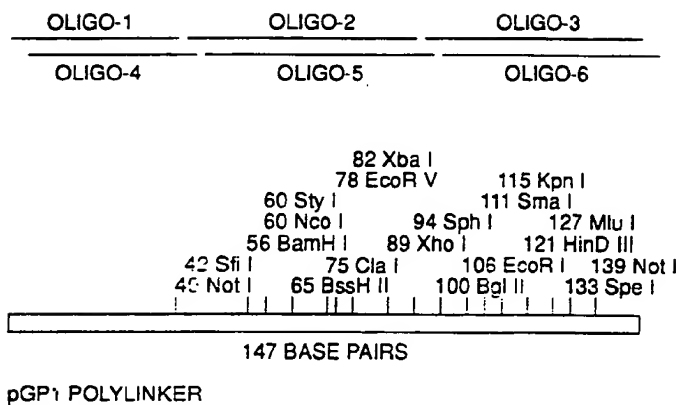 OLIGO-1 OLIGO-2 OLIGO-3
OLIGO-4 OLIGO-5 OLIGO-6
82 Xba I
78 EcoR V 115 Kpn I
60 Sty I 111 Sma I
60 Nco I 94 Sph I 127 Mlu I
56 BamH I 89 Xho I 121 HinD III
42 Sfi I 75 Cla I 106 EcoR I 139 Not I
Not I 65 BssH II 100 Bgl II 133 Spe I
147 BASE PAIRS
pGP1 POLYLINKER